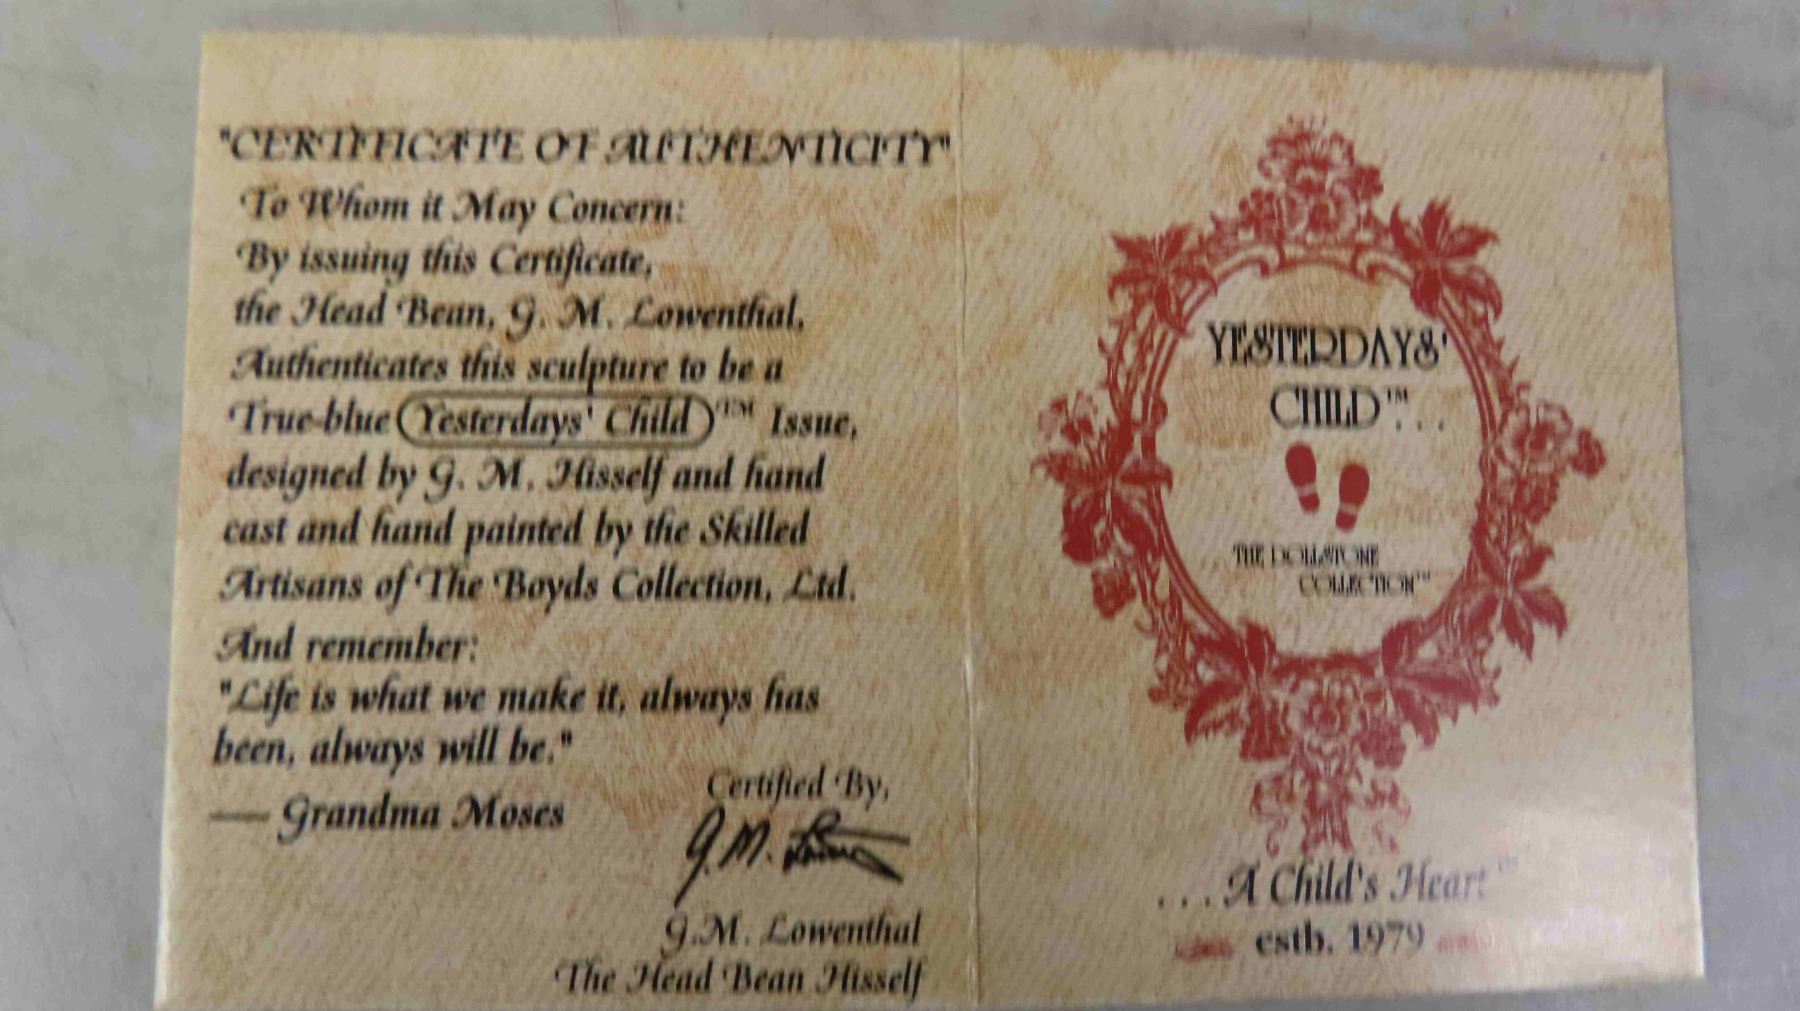 "CERTIFICATE OF AUTHENTICITY"
To Whom it May Concern:
By issuing this Certificate,
the Head Bean, G. M. Lowenthal,
Authenticates this sculpture to be a
True-blue Yesterdays' Child™ Issue,
designed by G. M. Hisself and hand
cast and hand painted by the Skilled
Artisans of The Boyds Collection, Ltd.
And remember:
"Life is what we make it, always has
been, always will be."
— Grandma Moses
Certified By,
G.M.
G.M. Lowenthal
The Head Bean Hisself
YESTERDAYS'
CHILD™...
THE DOLLSTONE
COLLECTION™
...A Child's Heart™
estb. 1979